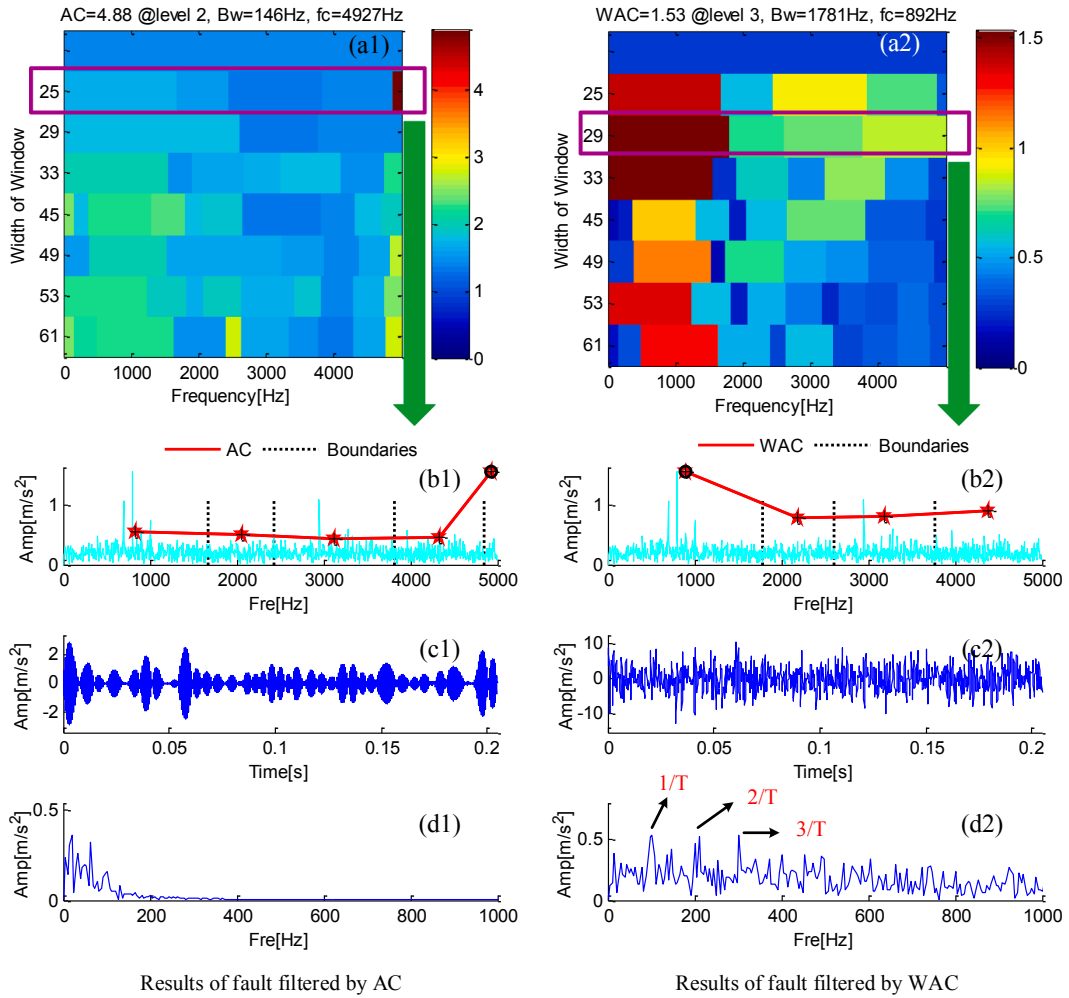 AC=4.88 @level 2, Bw=146Hz, fc=4927Hz
(a1)
Width of Window
25
29
33
45
49
53
61
0 1000 2000 3000 4000
Frequency[Hz]
4
3
2
1
0
WAC=1.53 @level 3, Bw=1781Hz, fc=892Hz
(a2)
Width of Window
25
29
33
45
49
53
61
0 1000 2000 3000 4000
Frequency[Hz]
1.5
1
0.5
0
AC Boundaries
(b1)
Amp[m/s²]
1
0
0 1000 2000 3000 4000 5000
Fre[Hz]
WAC Boundaries
(b2)
Amp[m/s²]
1
0
0 1000 2000 3000 4000 5000
Fre[Hz]
(c1)
Amp[m/s²]
2
0
-2
0 0.05 0.1 0.15 0.2
Time[s]
(c2)
Amp[m/s²]
10
0
-10
0 0.05 0.1 0.15 0.2
Time[s]
(d1)
Amp[m/s²]
0.5
0
0 200 400 600 800 1000
Fre[Hz]
1/T
2/T
3/T
(d2)
Amp[m/s²]
0.5
0
0 200 400 600 800 1000
Fre[Hz]
Results of fault filtered by AC
Results of fault filtered by WAC